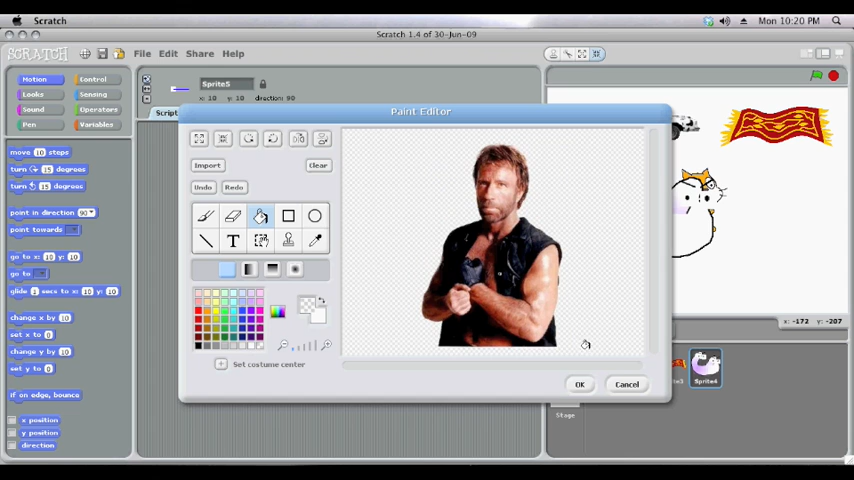 Scratch
Mon 10:20 PM
Scratch 1.4 of 30-Jun-09
SCRATCH
File Edit Share Help
Motion Control
Looks Sensing
Sound Operators
Pen Variables
Sprite5
x: 10 y: 10 direction: 90
Script
Paint Editor
Import Clear
Undo Redo
T
Set costume center
OK Cancel
move 10 steps
turn 15 degrees
turn 15 degrees
point in direction 90
point towards
go to x: 10 y: 10
go to
glide 1 secs to x: 10 y: 10
change x by 10
set x to 0
change y by 10
set y to 0
if on edge, bounce
x position
y position
direction
x: -172 y: -207
Sprite4
Stage